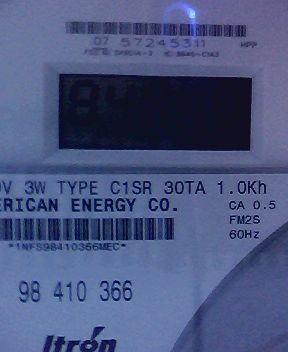 07 57245311 HPP
V 3W TYPE C1SR 30TA 1.0Kh
ERICAN ENERGY CO. CA 0.5
FM2S
60Hz
*1NFS98410366MEC*
98 410 366
Itron